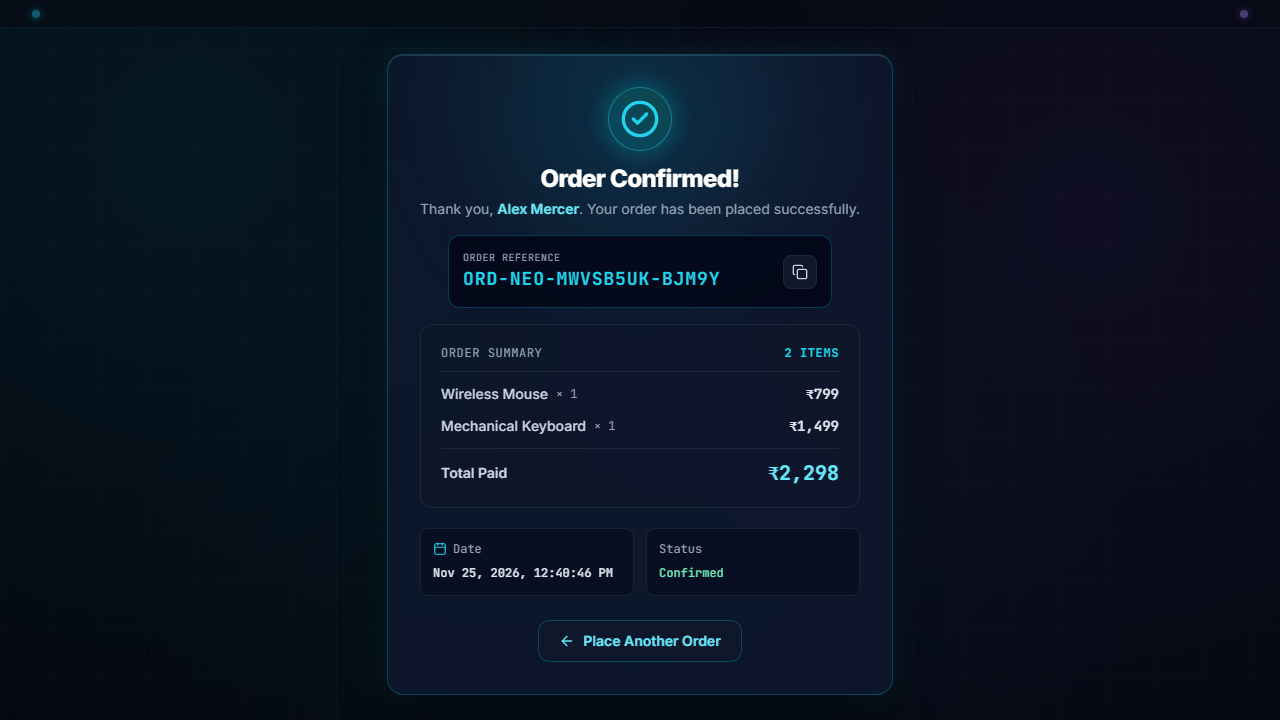 Order Confirmed!
Thank you, Alex Mercer. Your order has been placed successfully.
ORDER REFERENCE
ORD-NEO-MWVSB5UK-BJM9Y
ORDER SUMMARY 2 ITEMS
Wireless Mouse × 1 ₹799
Mechanical Keyboard × 1 ₹1,499
Total Paid ₹2,298
Date
Nov 25, 2026, 12:40:46 PM
Status
Confirmed
Place Another Order